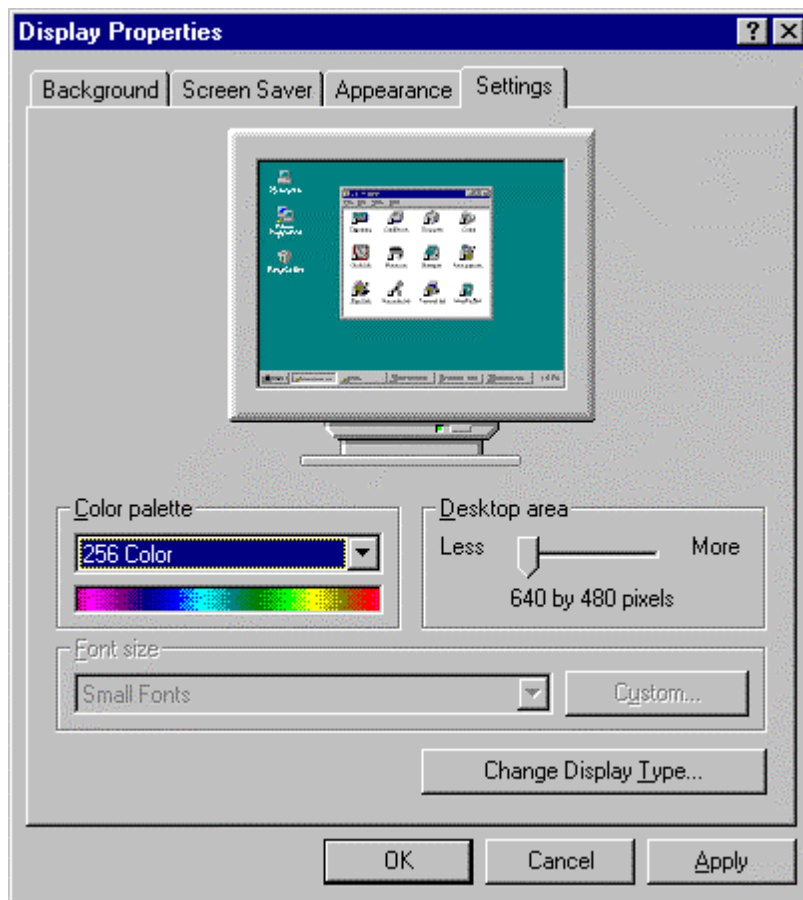 Display Properties
Background Screen Saver Appearance Settings
Color palette
Desktop area
256 Color
Less More
640 by 480 pixels
Font size
Small Fonts
Custom...
Change Display Type...
OK Cancel Apply